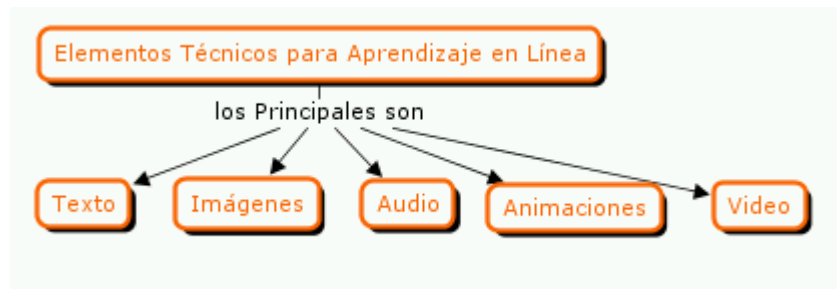 Elementos Técnicos para Aprendizaje en Línea
los Principales son
Texto
Imágenes
Audio
Animaciones
Video